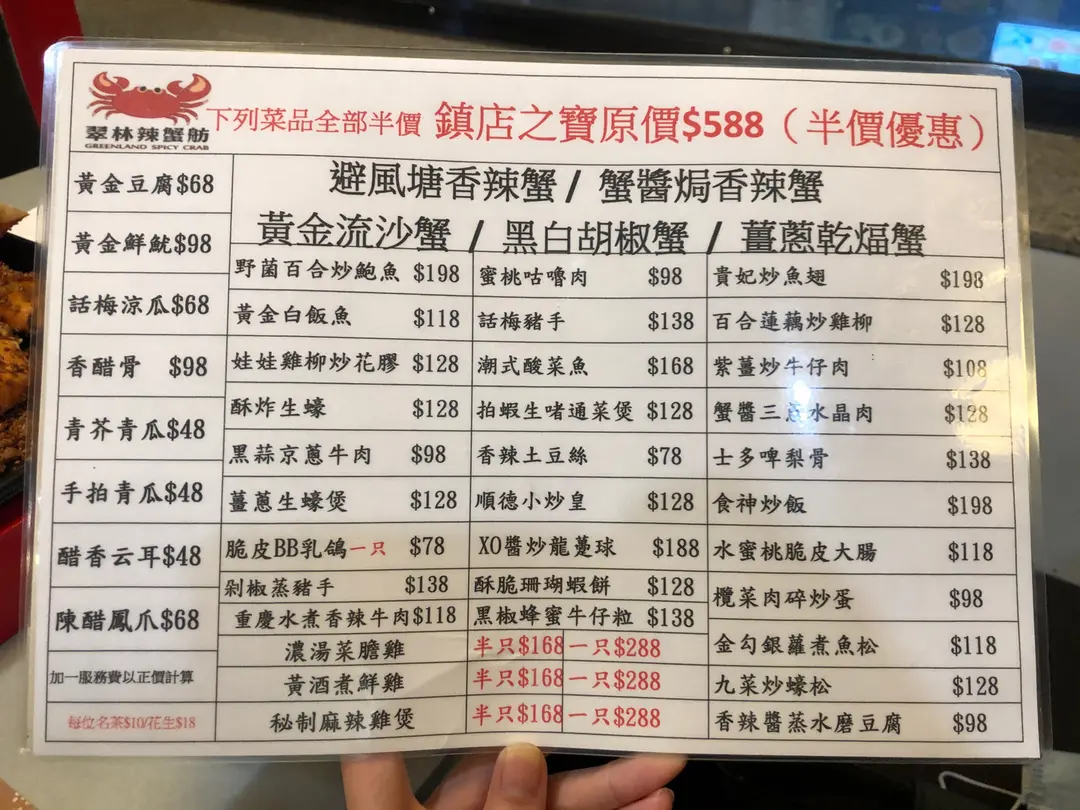 翠林辣蟹舫
GREENLAND SPICY CRAB
下列菜品全部半價 鎮店之寶原價$588（半價優惠）
避風塘香辣蟹 / 蟹醬焗香辣蟹
黃金流沙蟹 / 黑白胡椒蟹 / 薑蔥乾煏蟹
黃金豆腐$68
黃金鮮魷$98
話梅涼瓜$68
香醋骨 $98
青芥青瓜$48
手拍青瓜$48
醋香云耳$48
陳醋鳳爪$68
加一服務費以正價計算
每位名茶$10/花生$18
野菌百合炒鮑魚 $198
黃金白飯魚 $118
娃娃雞柳炒花膠 $128
酥炸生蠔 $128
黑蒜京蔥牛肉 $98
薑蔥生蠔煲 $128
脆皮BB乳鴿一只 $78
剁椒蒸豬手 $138
重慶水煮香辣牛肉$118
蜜桃咕嚕肉 $98
話梅豬手 $138
潮式酸菜魚 $168
拍蝦生啫通菜煲 $128
香辣土豆絲 $78
順德小炒皇 $128
XO醬炒龍躉球 $188
酥脆珊瑚蝦餅 $128
黑椒蜂蜜牛仔粒 $138
濃湯菜膽雞 半只$168 一只$288
黃酒煮鮮雞 半只$168 一只$288
秘制麻辣雞煲 半只$168 一只$288
貴妃炒魚翅 $198
百合蓮藕炒雞柳 $128
紫薑炒牛仔肉 $108
蟹醬三蔥水晶肉 $128
士多啤梨骨 $138
食神炒飯 $198
水蜜桃脆皮大腸 $118
欖菜肉碎炒蛋 $98
金勾銀蘿煮魚松 $118
九菜炒蠔松 $128
香辣醬蒸水磨豆腐 $98